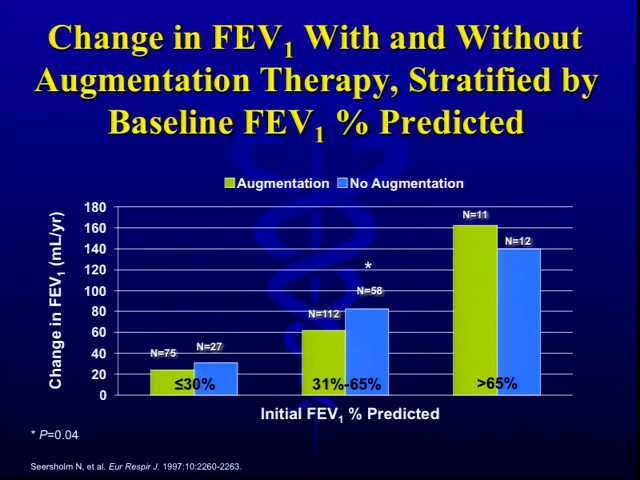 Change in FEV1 With and Without
Augmentation Therapy, Stratified by
Baseline FEV1 % Predicted
Augmentation No Augmentation
Change in FEV1 (mL/yr)
180
160
140
120
100
80
60
40
20
0
N=75
N=27
N=112
*
N=58
N=11
N=12
≤30%
31%-65%
>65%
Initial FEV1 % Predicted
* P=0.04
Seersholm N, et al. Eur Respir J. 1997;10:2260-2263.